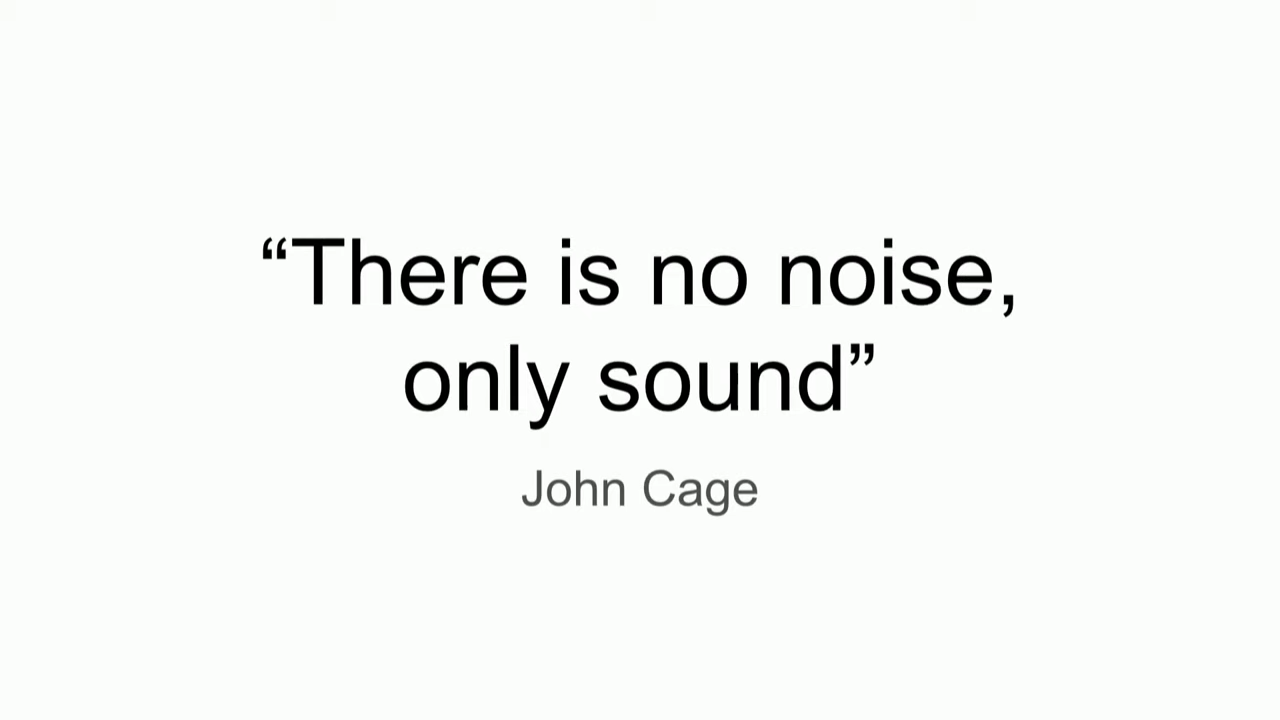 “There is no noise,
only sound”
John Cage